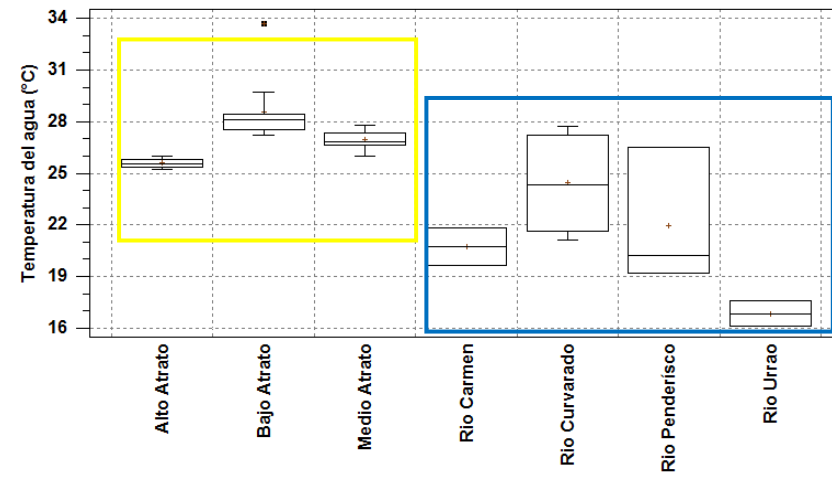 Temperatura del agua (°C)
34
31
28
25
22
19
16
Alto Atrato
Bajo Atrato
Medio Atrato
Rio Carmen
Rio Curvarado
Rio Penderísco
Rio Urrao